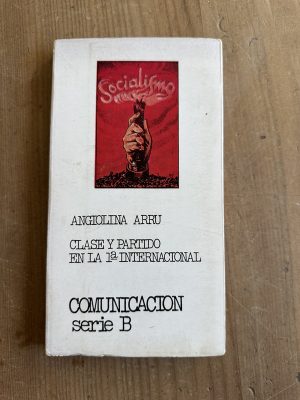 Socialismo
ANGIOLINA ARRU
CLASE Y PARTIDO
EN LA 1ª INTERNACIONAL
COMUNICACION
serie B